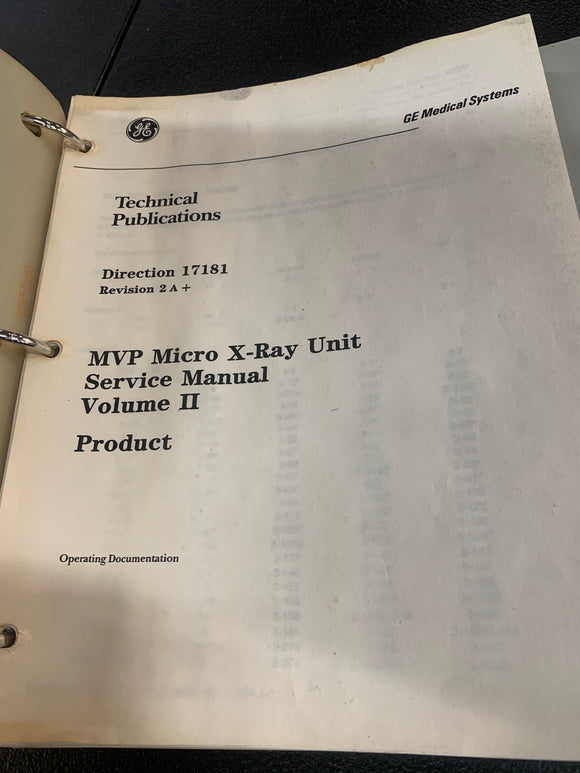 GE
GE Medical Systems
Technical
Publications
Direction 17181
Revision 2A+
MVP Micro X-Ray Unit
Service Manual
Volume II
Product
Operating Documentation